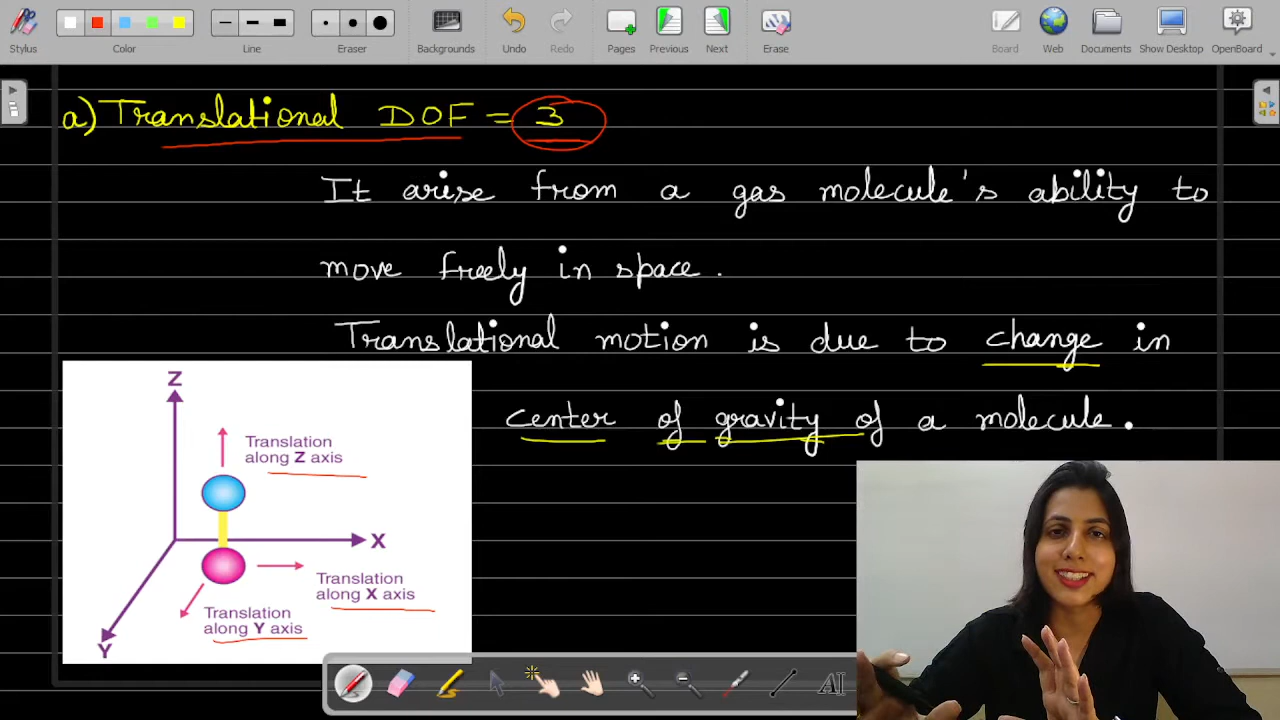 Stylus Color Line Eraser Backgrounds Undo Redo Pages Previous Next Erase Board Web Documents Show Desktop OpenBoard
a) Translational DOF = 3
It arise from a gas molecule's ability to
move freely in space.
Translational motion is due to change in
center of gravity of a molecule.
Z
Translation
along Z axis
X
Translation
along X axis
Translation
along Y axis
Y
AI